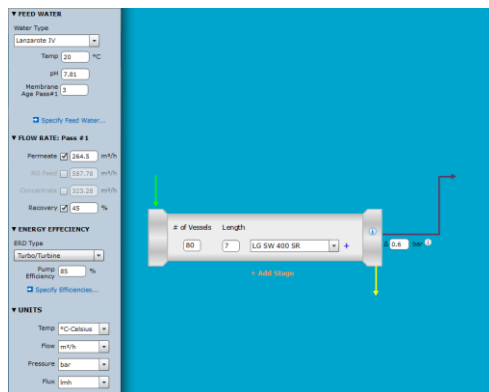 ▼ FEED WATER
Water Type
Lanzarote IV
Temp 20 °C
pH 7.81
Membrane
Age Pass#1 3
Specify Feed Water...
▼ FLOW RATE: Pass #1
Permeate 264.5 m³/h
RO Feed 587.78 m³/h
Concentrate 323.28 m³/h
Recovery 45 %
▼ ENERGY EFFECIENCY
ERD Type
Turbo/Turbine
Pump
Efficiency 85 %
Specify Efficiencies...
▼ UNITS
Temp °C-Celsius
Flow m³/h
Pressure bar
Flux lmh
# of Vessels Length
80 7 LG SW 400 SR +
+ Add Stage
Δ 0.6 bar